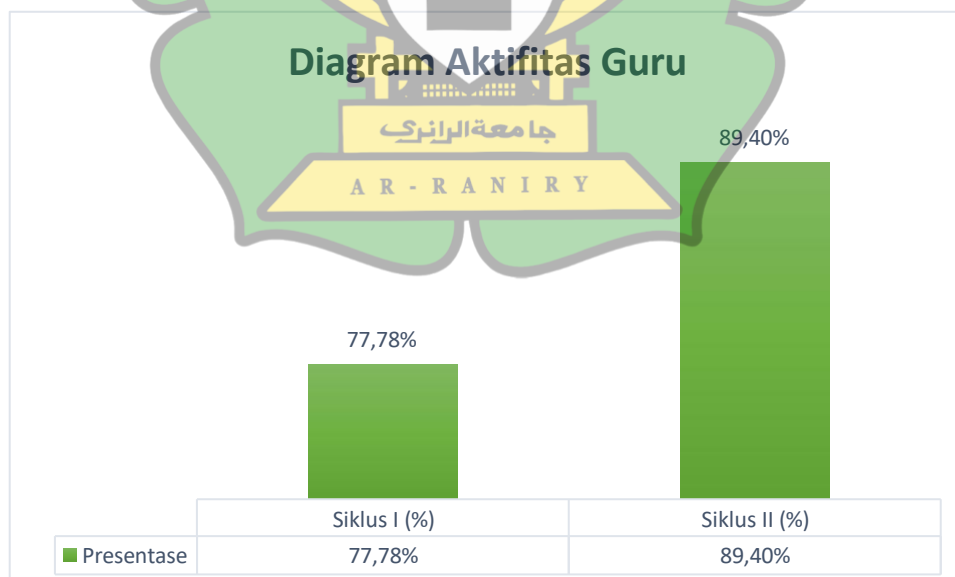 Diagram Aktifitas Guru
جامعةالرانري
AR-RANIRY
77,78%
89,40%
Siklus I (%) Siklus II (%)
Presentase 77,78% 89,40%